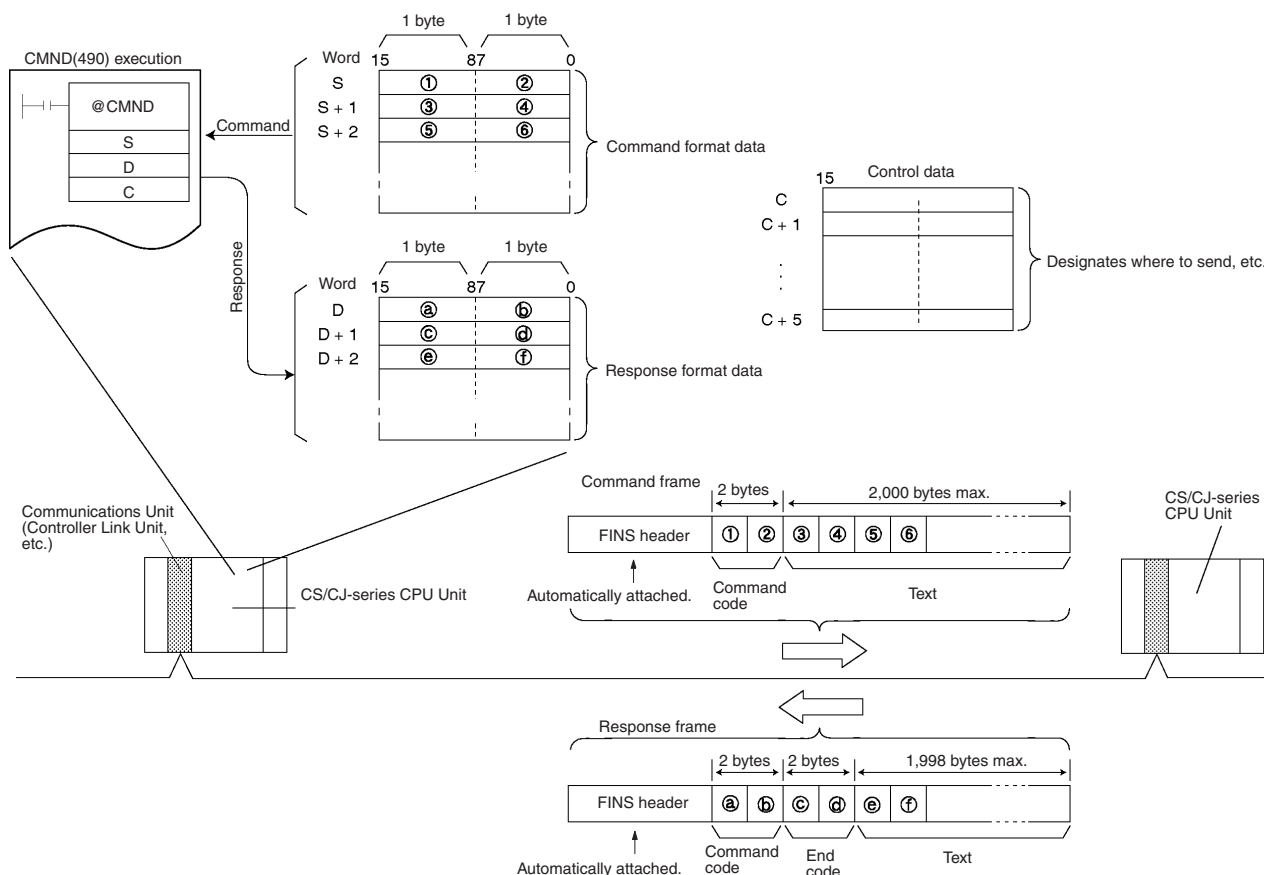 1 byte 1 byte
CMND(490) execution
Word 15 87 0
S ① ②
@CMND
S + 1 ③ ④
Command
S + 2 ⑤ ⑥
S
D
C
Command format data
Control data
15
C
C + 1
.
.
.
C + 5
Designates where to send, etc.
1 byte 1 byte
Response
Word 15 87 0
D ⓐ ⓑ
D + 1 ⓒ ⓓ
D + 2 ⓔ ⓕ
Response format data
Communications Unit
(Controller Link Unit,
etc.)
CS/CJ-series CPU Unit
Command frame
2 bytes 2,000 bytes max.
FINS header ① ② ③ ④ ⑤ ⑥
Automatically attached.
Command
code
Text
CS/CJ-series
CPU Unit
Response frame
2 bytes 2 bytes 1,998 bytes max.
FINS header ⓐ ⓑ ⓒ ⓓ ⓔ ⓕ
Automatically attached.
Command
code
End
code
Text